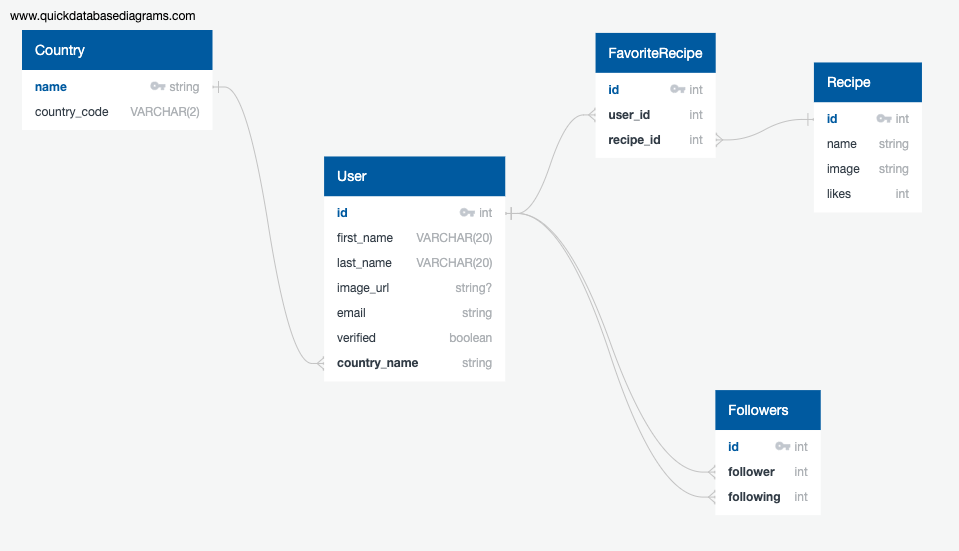 www.quickdatabasediagrams.com
Country
name string
country_code VARCHAR(2)
User
id int
first_name VARCHAR(20)
last_name VARCHAR(20)
image_url string?
email string
verified boolean
country_name string
FavoriteRecipe
id int
user_id int
recipe_id int
Recipe
id int
name string
image string
likes int
Followers
id int
follower int
following int